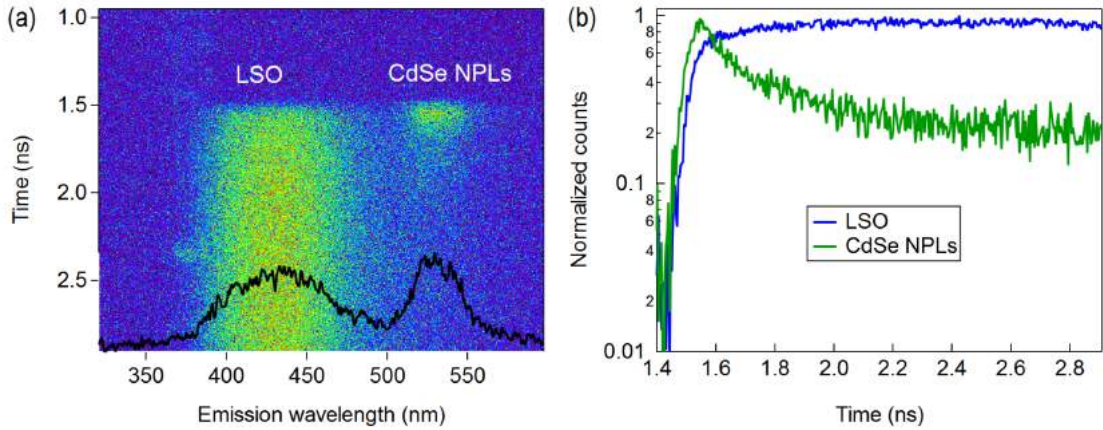 (a)
LSO
CdSe NPLs
1.0
1.5
2.0
2.5
Time (ns)
350
400
450
500
550
Emission wavelength (nm)
(b)
1
8
6
4
2
0.1
8
6
4
2
0.01
Normalized counts
LSO
CdSe NPLs
1.4
1.6
1.8
2.0
2.2
2.4
2.6
2.8
Time (ns)